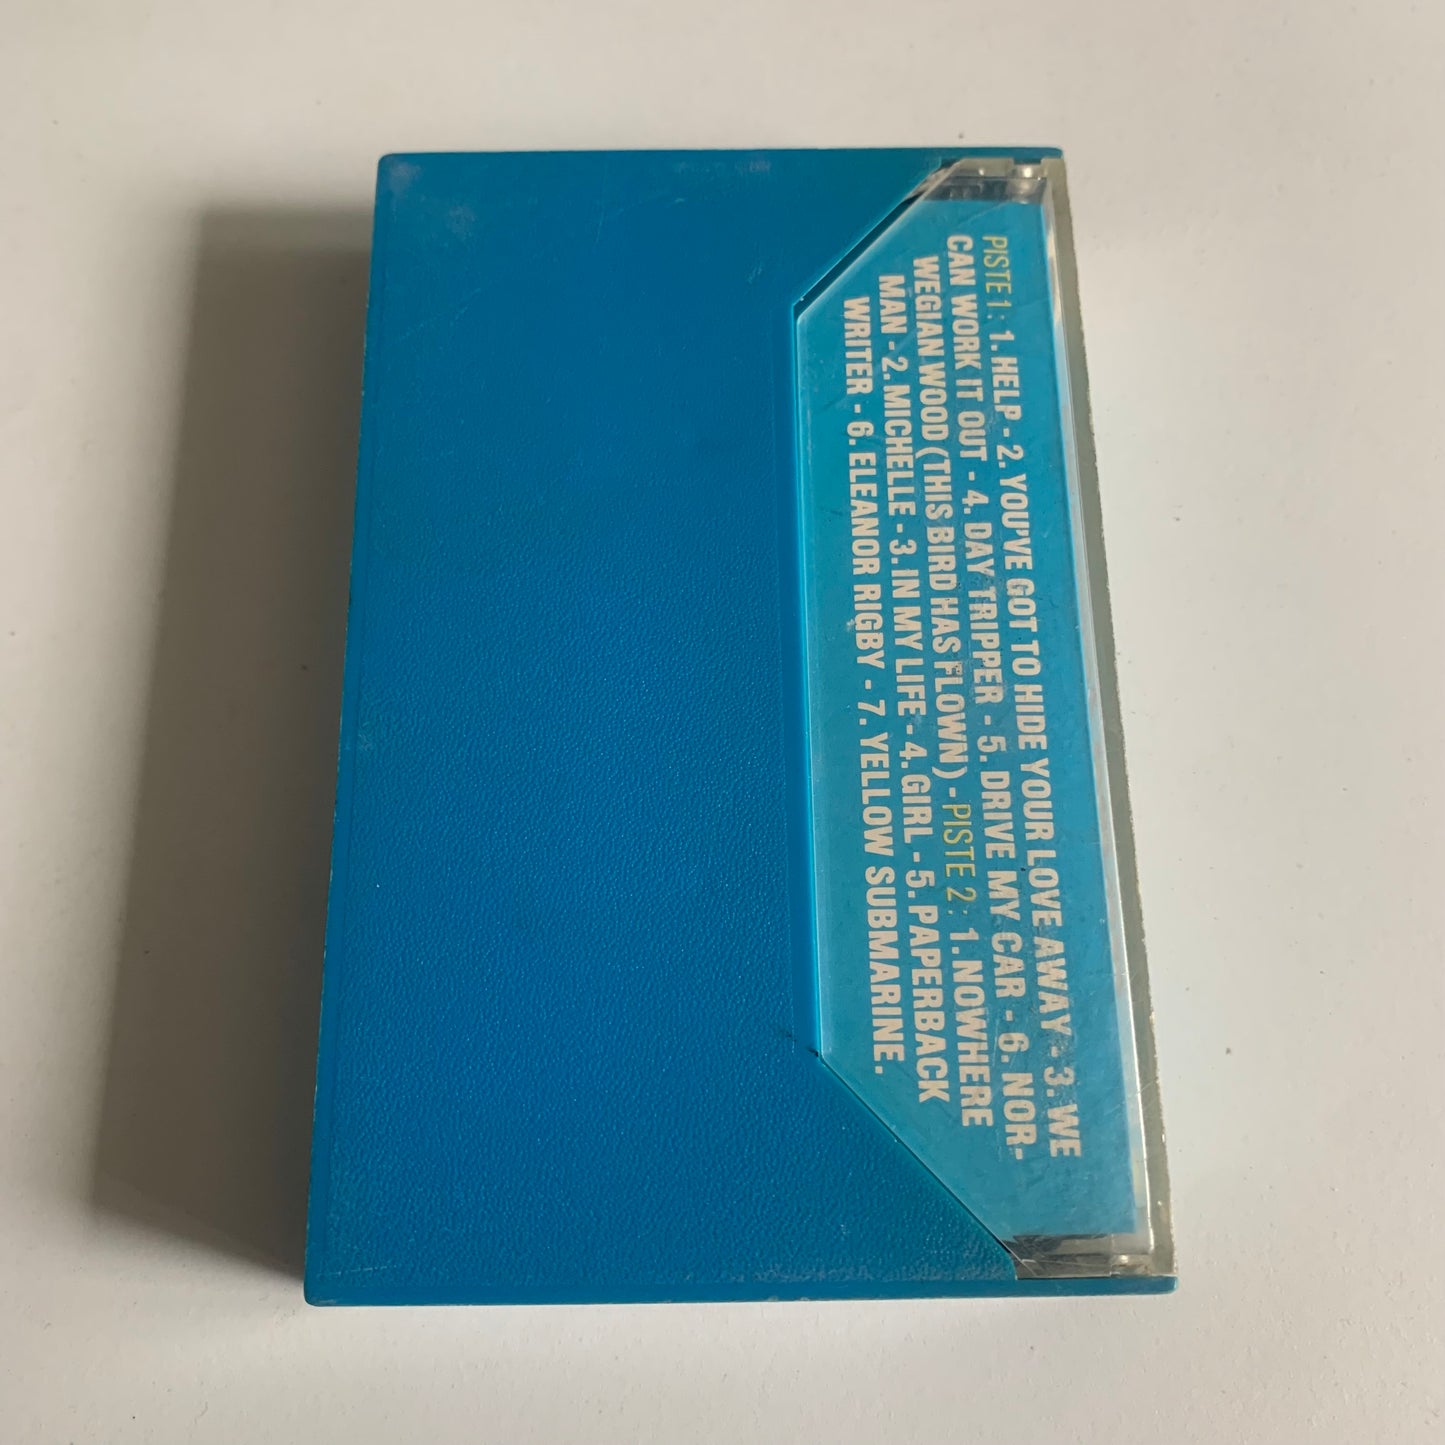 PISTE 1 : 1. HELP - 2. YOU'VE GOT TO HIDE YOUR LOVE AWAY - 3. WE
CAN WORK IT OUT - 4. DAY TRIPPER - 5. DRIVE MY CAR - 6. NOR-
WEGIAN WOOD (THIS BIRD HAS FLOWN) - PISTE 2 : 1. NOWHERE
MAN - 2. MICHELLE - 3. IN MY LIFE - 4. GIRL - 5. PAPERBACK
WRITER - 6. ELEANOR RIGBY - 7. YELLOW SUBMARINE.